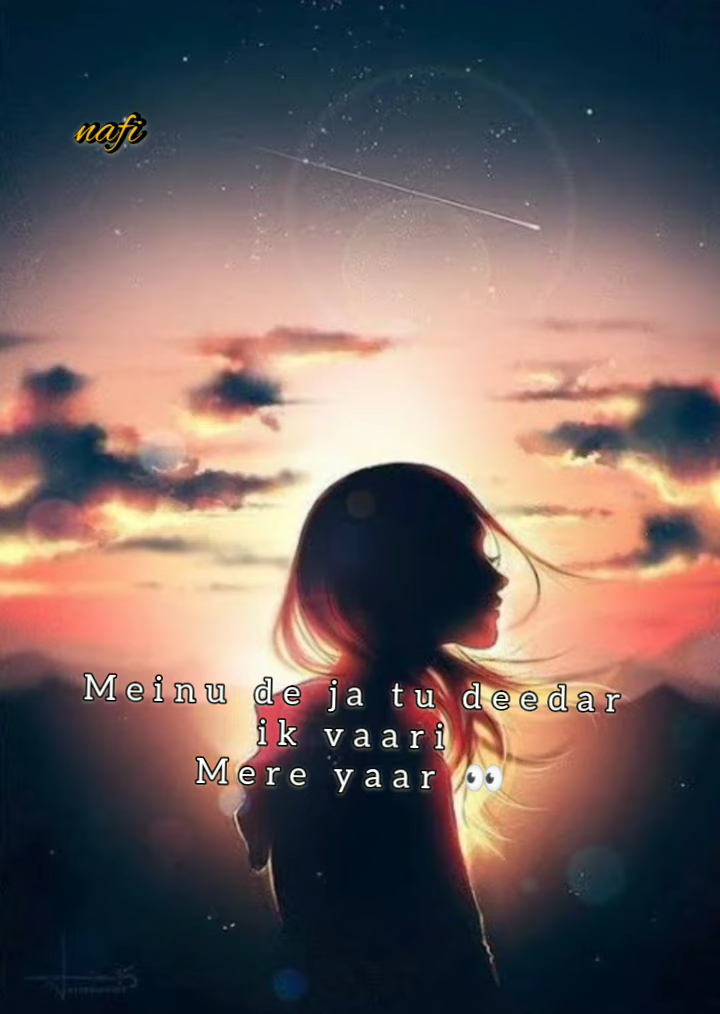 nafi
Meinu de ja tu deedar
ik vaari
Mere yaar 👀